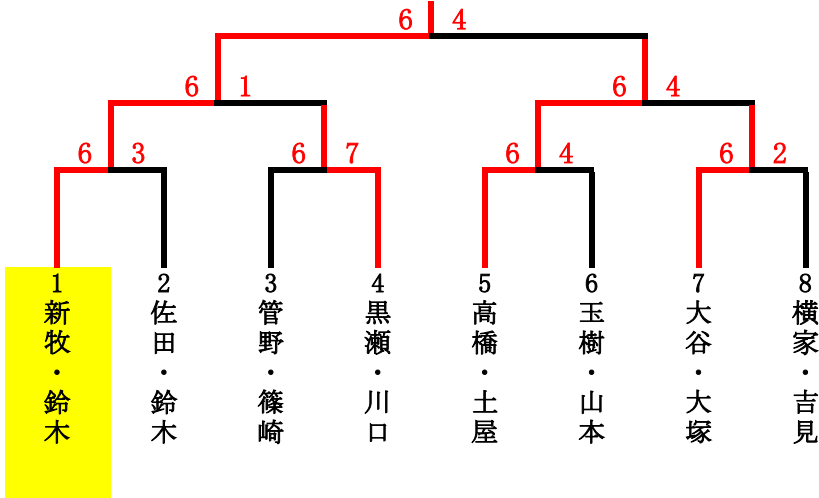 6 4
6 1
6 4
6 3
6 7
6 4
6 2
1
新牧・鈴木
2
佐田・鈴木
3
管野・篠崎
4
黒瀬・川口
5
高橋・土屋
6
玉樹・山本
7
大谷・大塚
8
横家・吉見